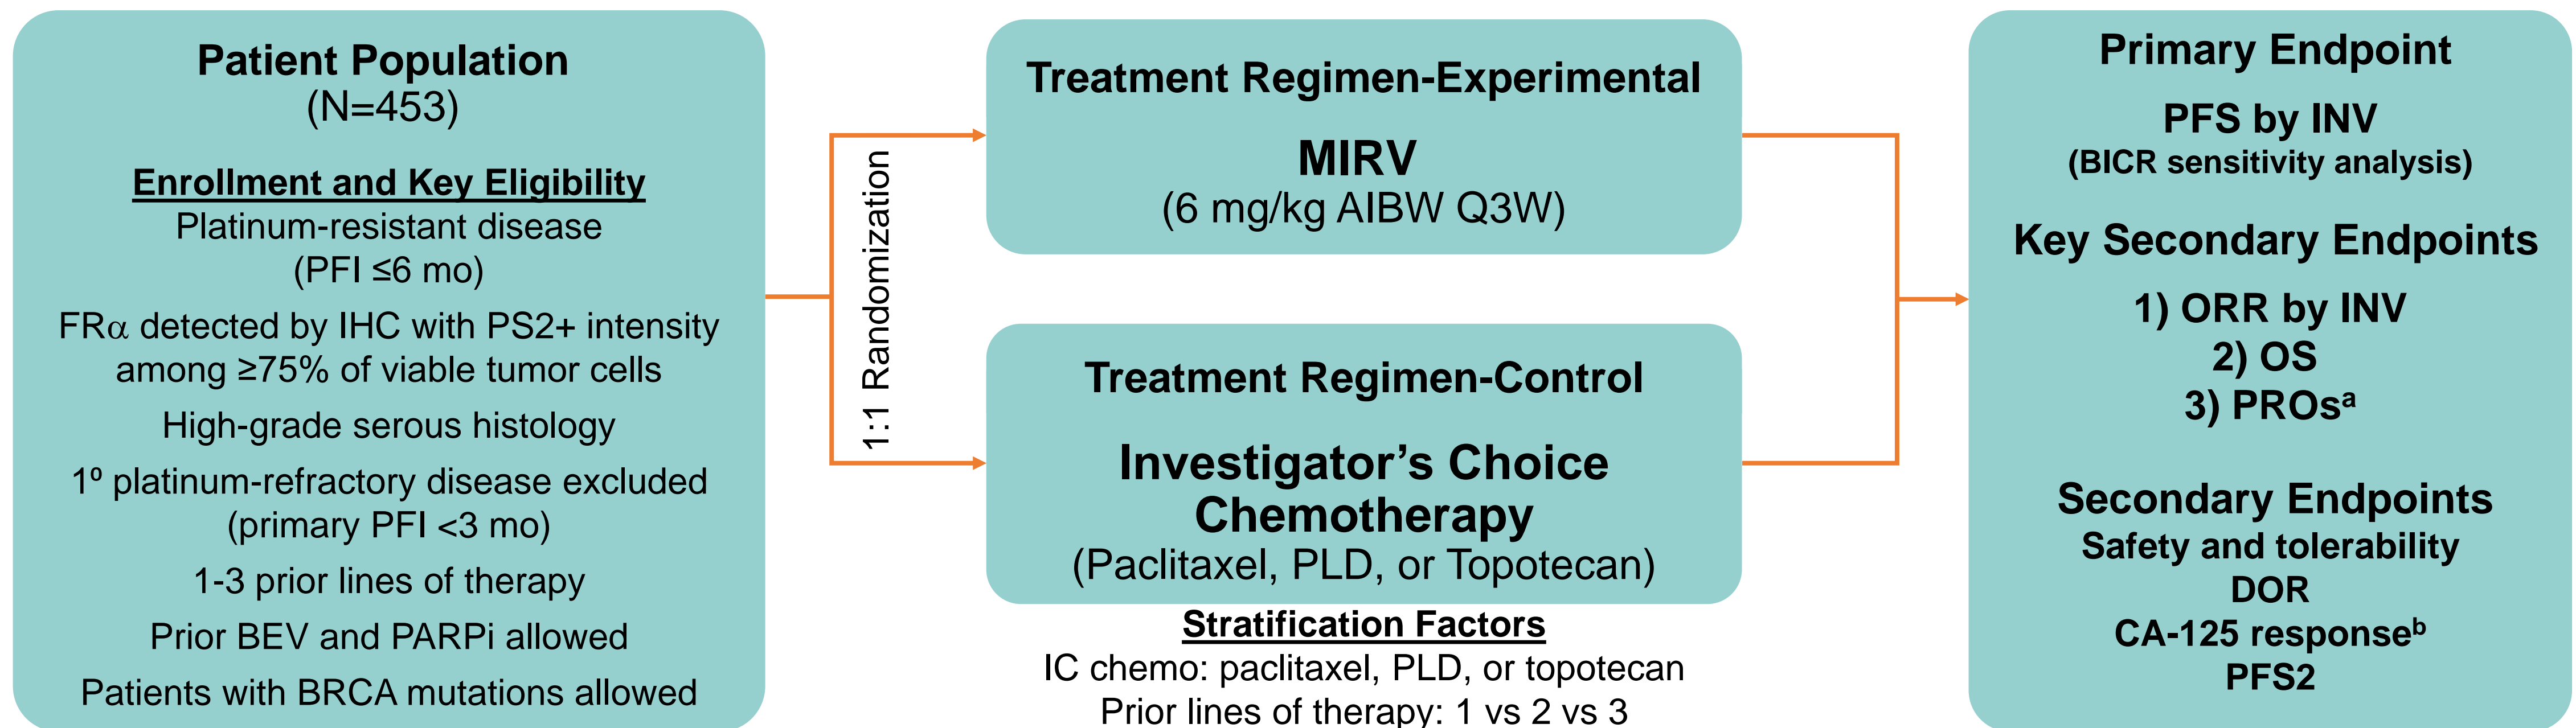 Patient Population
(N=453)
Enrollment and Key Eligibility
Platinum-resistant disease
(PFI ≤6 mo)
FRα detected by IHC with PS2+ intensity
among ≥75% of viable tumor cells
High-grade serous histology
1º platinum-refractory disease excluded
(primary PFI <3 mo)
1-3 prior lines of therapy
Prior BEV and PARPi allowed
Patients with BRCA mutations allowed
1:1 Randomization
Treatment Regimen-Experimental
MIRV
(6 mg/kg AIBW Q3W)
Treatment Regimen-Control
Investigator’s Choice
Chemotherapy
(Paclitaxel, PLD, or Topotecan)
Stratification Factors
IC chemo: paclitaxel, PLD, or topotecan
Prior lines of therapy: 1 vs 2 vs 3
Primary Endpoint
PFS by INV
(BICR sensitivity analysis)
Key Secondary Endpoints
1) ORR by INV
2) OS
3) PROsᵃ
Secondary Endpoints
Safety and tolerability
DOR
CA-125 responseᵇ
PFS2